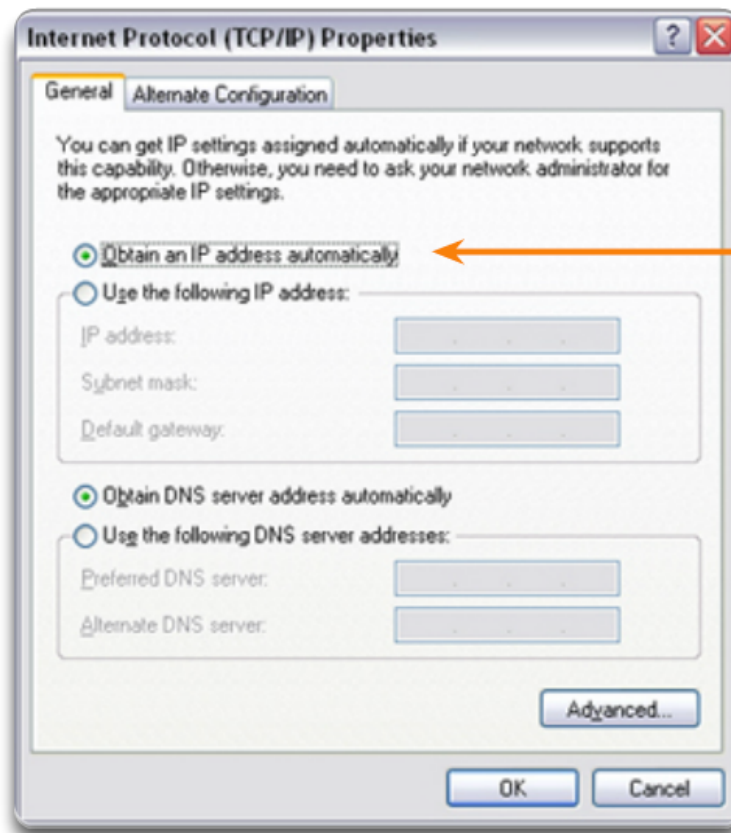 Internet Protocol (TCP/IP) Properties
General
Alternate Configuration
You can get IP settings assigned automatically if your network supports
this capability. Otherwise, you need to ask your network administrator for
the appropriate IP settings.
Obtain an IP address automatically
Use the following IP address:
IP address:
Subnet mask:
Default gateway:
Obtain DNS server address automatically
Use the following DNS server addresses:
Preferred DNS server:
Alternate DNS server:
Advanced...
OK
Cancel